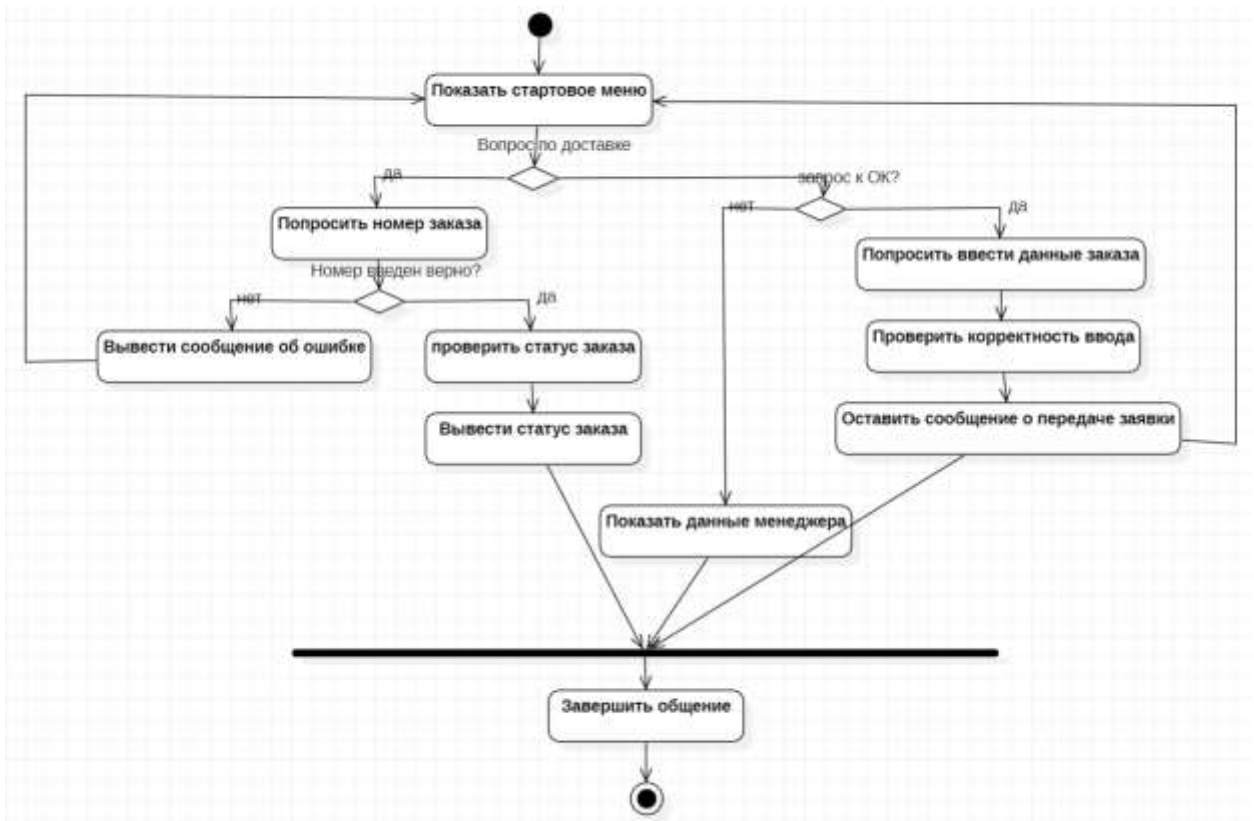 Показать стартовое меню
Вопрос по доставке
да
запрос к ОК?
нет
да
Попросить номер заказа
Попросить ввести данные заказа
Номер введен верно?
нет
да
Вывести сообщение об ошибке
проверить статус заказа
Проверить корректность ввода
Вывести статус заказа
Оставить сообщение о передаче заявки
Показать данные менеджера
Завершить общение